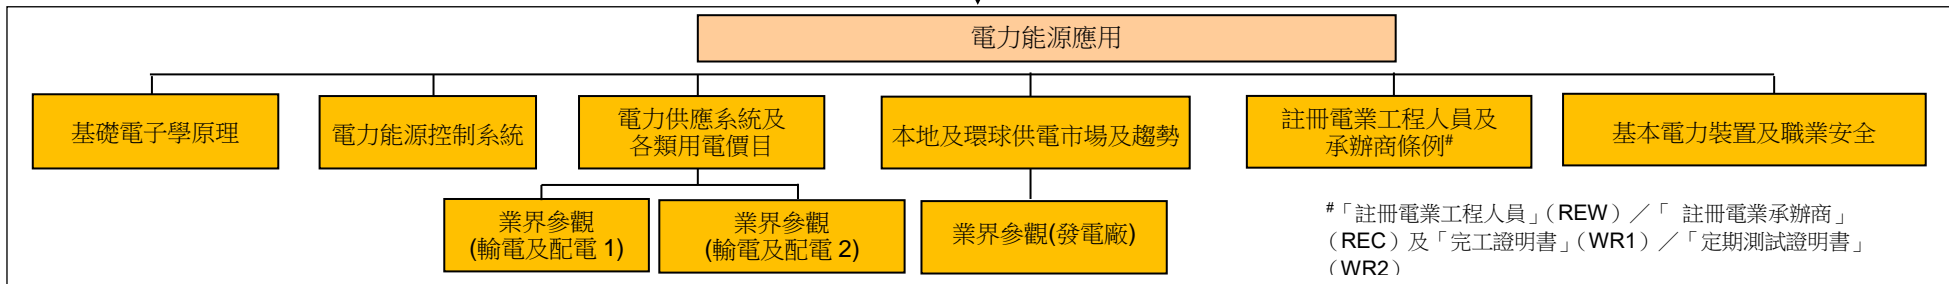 電力能源應用
基礎電子學原理
電力能源控制系統
電力供應系統及
各類用電價目
本地及環球供電市場及趨勢
註冊電業工程人員及
承辦商條例#
基本電力裝置及職業安全
業界參觀
(輸電及配電 1)
業界參觀
(輸電及配電 2)
業界參觀(發電廠)
#「註冊電業工程人員」(REW)／「 註冊電業承辦商」
(REC)及「完工證明書」(WR1)／「定期測試證明書」
(WR2)